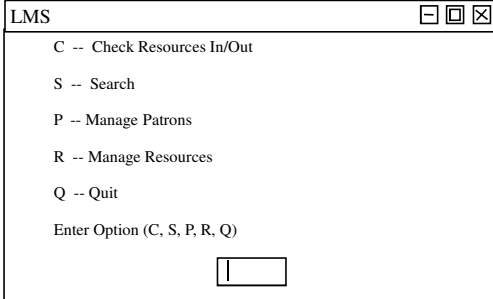 LMS
C -- Check Resources In/Out
S -- Search
P -- Manage Patrons
R -- Manage Resources
Q -- Quit
Enter Option (C, S, P, R, Q)